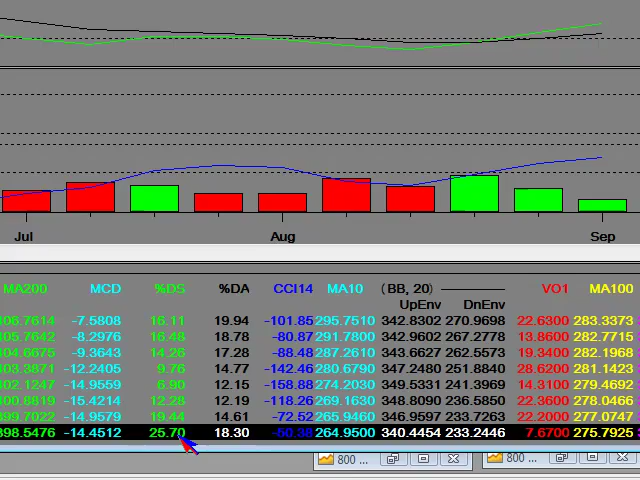 Jul Aug Sep
MA200 MCD %DS %DA CCI14 MA10 (BB, 20) VO1 MA100
UpEnv DnEnv
-7.5808 16.11 19.94 -101.85 295.7510 342.8302 270.9698 22.6300 283.3373
-8.2976 16.48 18.78 -80.87 291.7800 342.9602 267.2778 13.8600 282.7715
-9.3643 14.26 17.28 -88.48 287.2610 343.6627 262.5573 19.3400 282.1968
-12.2405 9.76 14.77 -142.46 280.6790 347.2480 251.8840 28.6200 281.1423
-14.9559 6.90 12.15 -158.88 274.2030 349.5331 241.3969 14.3100 279.4692
-15.4214 12.28 12.19 -118.26 269.1630 348.8090 236.5850 22.3600 278.0466
-14.9579 19.44 14.61 -72.52 265.9460 346.9597 233.7263 22.2000 277.0747
398.5476 -14.4512 25.70 18.30 -50.38 264.9500 340.4454 233.2446 7.6700 275.7925
800 ... 800 ...